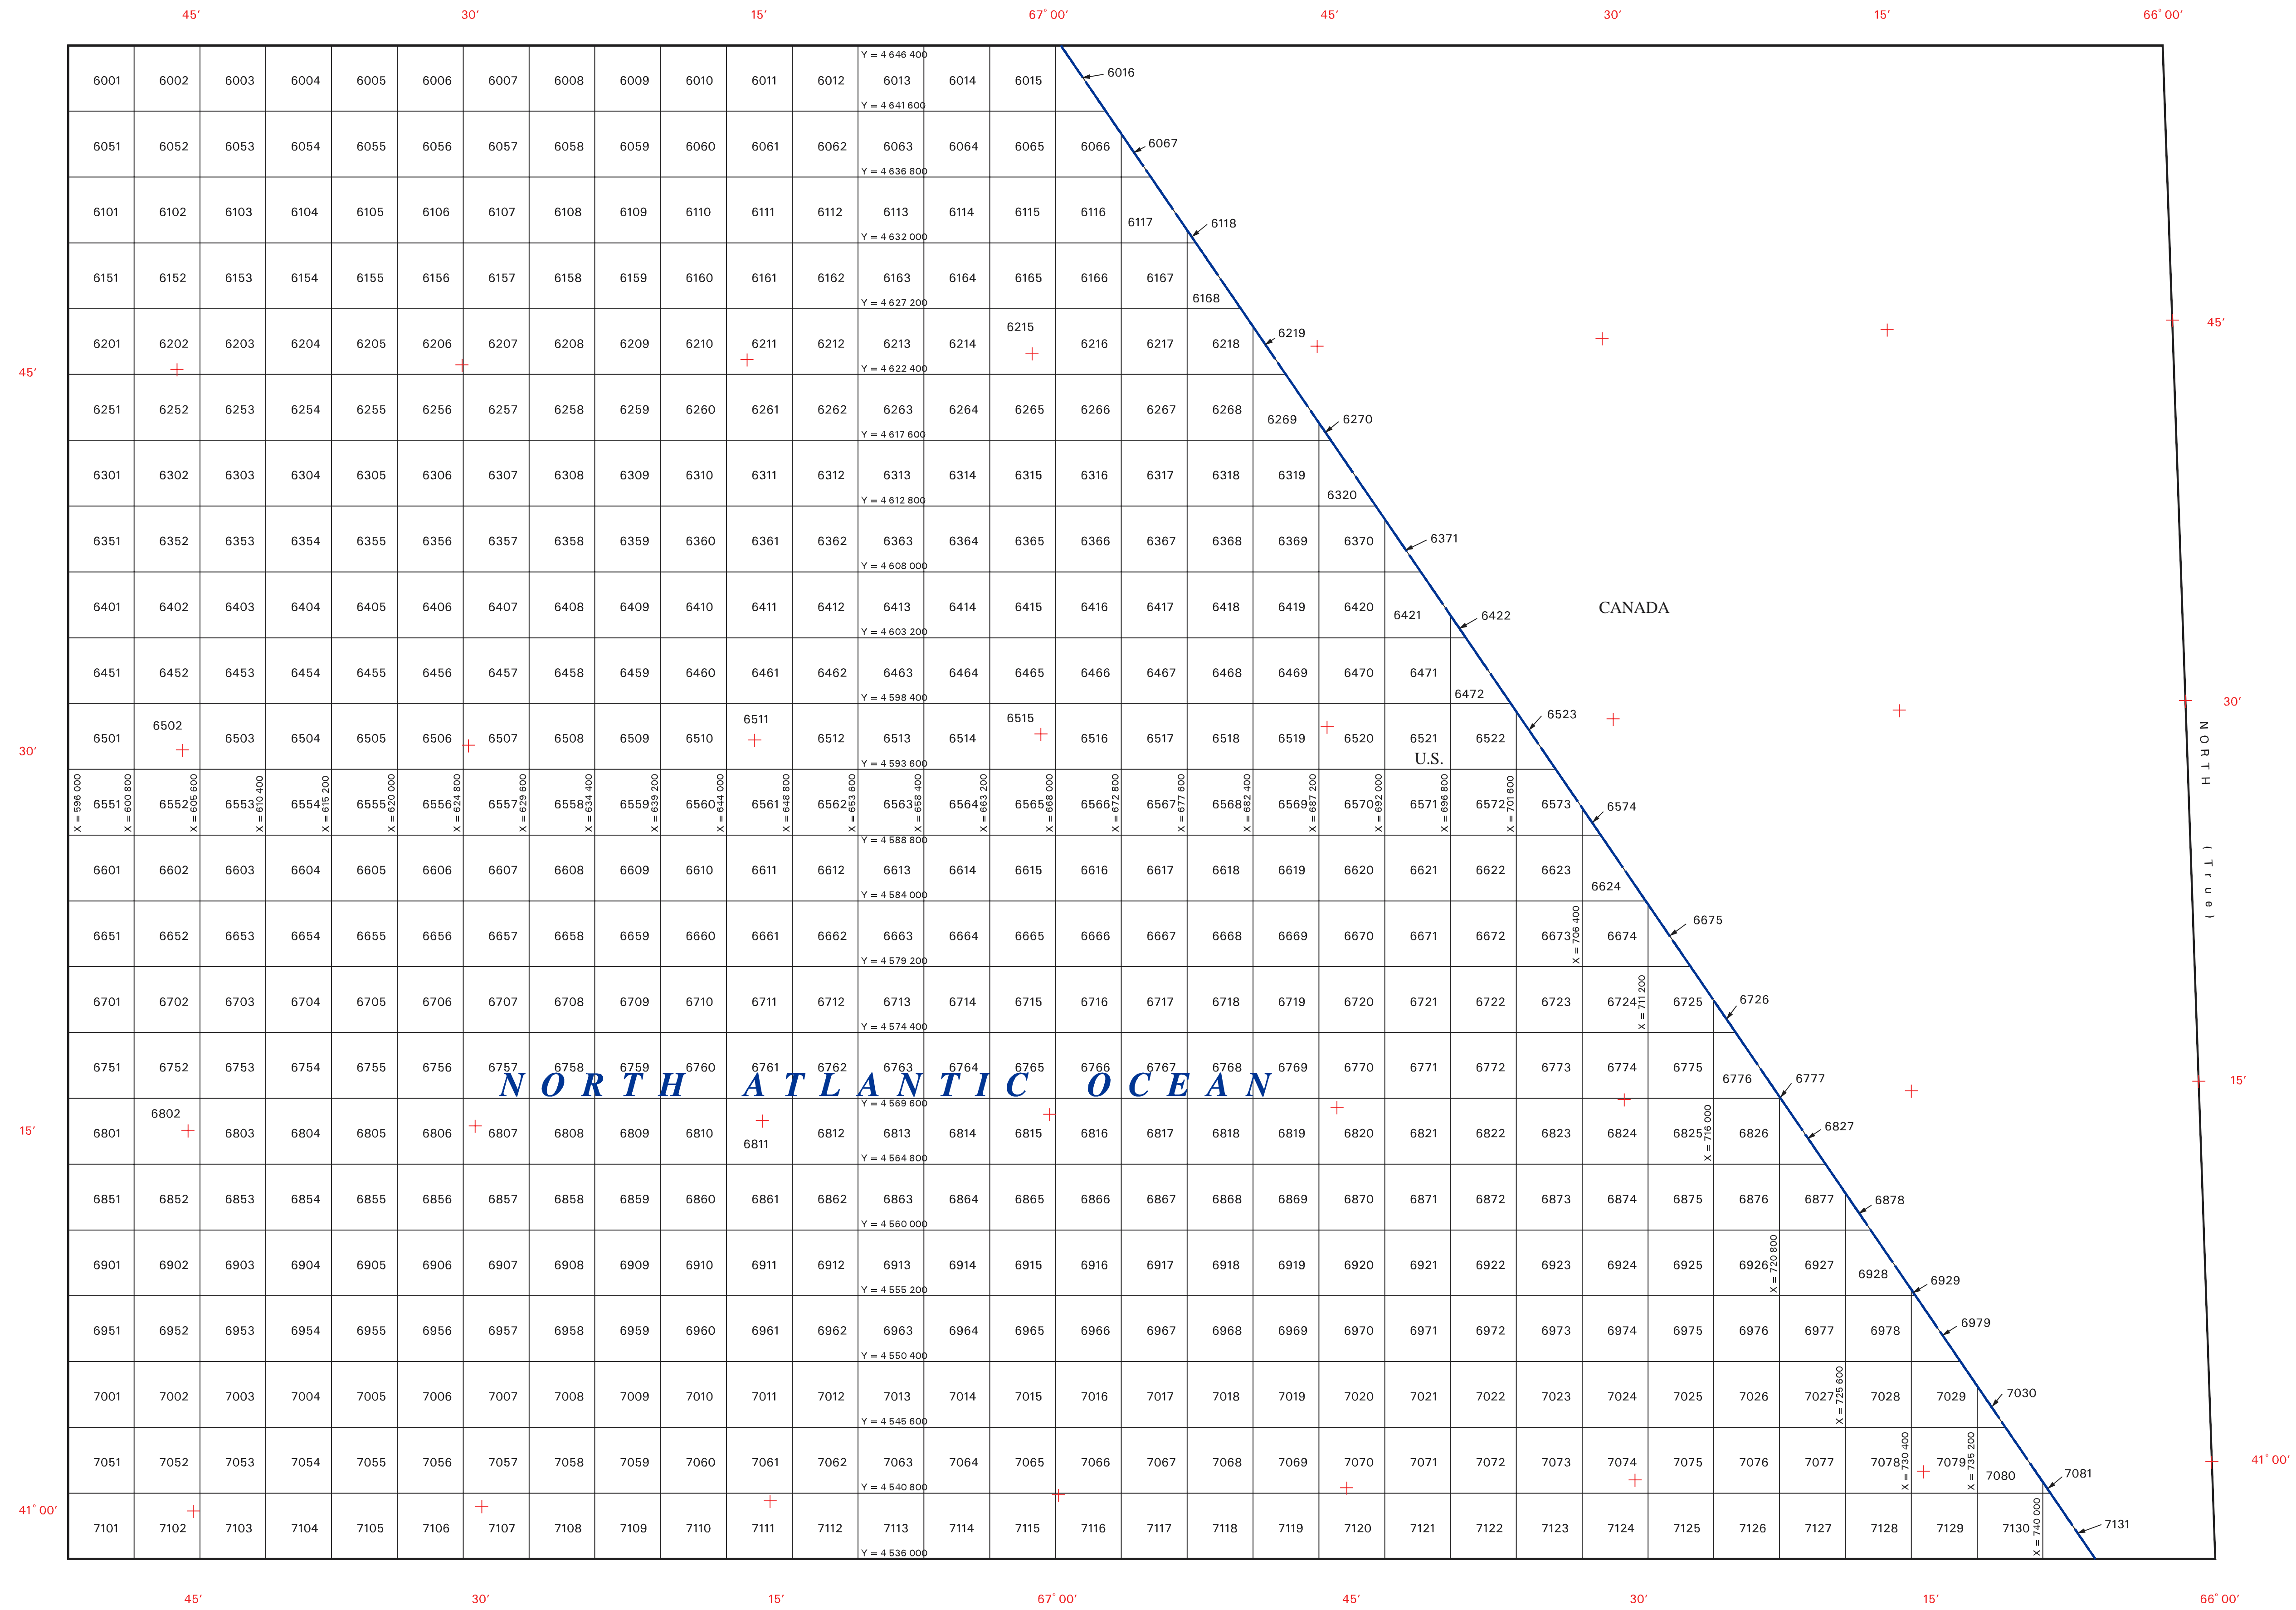 45′ 30′ 15′ 67° 00′ 45′ 30′ 15′ 66° 00′
Y = 4 646 400
6001 6002 6003 6004 6005 6006 6007 6008 6009 6010 6011 6012 6013 6014 6015 6016
Y = 4 641 600
6051 6052 6053 6054 6055 6056 6057 6058 6059 6060 6061 6062 6063 6064 6065 6066 6067
Y = 4 636 800
6101 6102 6103 6104 6105 6106 6107 6108 6109 6110 6111 6112 6113 6114 6115 6116 6117 6118
Y = 4 632 000
6151 6152 6153 6154 6155 6156 6157 6158 6159 6160 6161 6162 6163 6164 6165 6166 6167 6168
Y = 4 627 200
6201 6202 6203 6204 6205 6206 6207 6208 6209 6210 6211 6212 6213 6214 6215 6216 6217 6218 6219 45′
45′ Y = 4 622 400
6251 6252 6253 6254 6255 6256 6257 6258 6259 6260 6261 6262 6263 6264 6265 6266 6267 6268 6269 6270
Y = 4 617 600
6301 6302 6303 6304 6305 6306 6307 6308 6309 6310 6311 6312 6313 6314 6315 6316 6317 6318 6319 6320
Y = 4 612 800
6351 6352 6353 6354 6355 6356 6357 6358 6359 6360 6361 6362 6363 6364 6365 6366 6367 6368 6369 6370 6371
Y = 4 608 000
6401 6402 6403 6404 6405 6406 6407 6408 6409 6410 6411 6412 6413 6414 6415 6416 6417 6418 6419 6420 6421 6422
CANADA
Y = 4 603 200
6451 6452 6453 6454 6455 6456 6457 6458 6459 6460 6461 6462 6463 6464 6465 6466 6467 6468 6469 6470 6471 6472
Y = 4 598 400 30′
6501 6502 6503 6504 6505 6506 6507 6508 6509 6510 6511 6512 6513 6514 6515 6516 6517 6518 6519 6520 6521 6522 6523
30′ Y = 4 593 600 U.S.
NORTH (True)
6551 6552 6553 6554 6555 6556 6557 6558 6559 6560 6561 6562 6563 6564 6565 6566 6567 6568 6569 6570 6571 6572 6573 6574
X = 596 000 X = 600 800 X = 605 600 X = 610 400 X = 615 200 X = 620 000 X = 624 800 X = 629 600 X = 634 400 X = 639 200 X = 644 000 X = 648 800 X = 653 600 X = 658 400 X = 663 200 X = 668 000 X = 672 800 X = 677 600 X = 682 400 X = 687 200 X = 692 000 X = 696 800 X = 701 600
Y = 4 588 800
6601 6602 6603 6604 6605 6606 6607 6608 6609 6610 6611 6612 6613 6614 6615 6616 6617 6618 6619 6620 6621 6622 6623 6624
Y = 4 584 000
6651 6652 6653 6654 6655 6656 6657 6658 6659 6660 6661 6662 6663 6664 6665 6666 6667 6668 6669 6670 6671 6672 6673 X = 706 400 6674 6675
Y = 4 579 200
6701 6702 6703 6704 6705 6706 6707 6708 6709 6710 6711 6712 6713 6714 6715 6716 6717 6718 6719 6720 6721 6722 6723 6724 X = 711 200 6725 6726
Y = 4 574 400
6751 6752 6753 6754 6755 6756 6757 6758 6759 6760 6761 6762 6763 6764 6765 6766 6767 6768 6769 6770 6771 6772 6773 6774 6775 6776 6777 15′
NORTH ATLANTIC OCEAN
Y = 4 569 600
15′ 6801 6802 6803 6804 6805 6806 6807 6808 6809 6810 6811 6812 6813 6814 6815 6816 6817 6818 6819 6820 6821 6822 6823 6824 6825 X = 716 000 6826 6827
Y = 4 564 800
6851 6852 6853 6854 6855 6856 6857 6858 6859 6860 6861 6862 6863 6864 6865 6866 6867 6868 6869 6870 6871 6872 6873 6874 6875 6876 6877 6878
Y = 4 560 000
6901 6902 6903 6904 6905 6906 6907 6908 6909 6910 6911 6912 6913 6914 6915 6916 6917 6918 6919 6920 6921 6922 6923 6924 6925 6926 X = 720 800 6927 6928 6929
Y = 4 555 200
6951 6952 6953 6954 6955 6956 6957 6958 6959 6960 6961 6962 6963 6964 6965 6966 6967 6968 6969 6970 6971 6972 6973 6974 6975 6976 6977 6978 6979
Y = 4 550 400
7001 7002 7003 7004 7005 7006 7007 7008 7009 7010 7011 7012 7013 7014 7015 7016 7017 7018 7019 7020 7021 7022 7023 7024 7025 7026 7027 X = 725 600 7028 7029 7030
Y = 4 545 600
7051 7052 7053 7054 7055 7056 7057 7058 7059 7060 7061 7062 7063 7064 7065 7066 7067 7068 7069 7070 7071 7072 7073 7074 7075 7076 7077 7078 X = 730 400 7079 X = 735 200 7080 7081 41° 00′
Y = 4 540 800
41° 00′
7101 7102 7103 7104 7105 7106 7107 7108 7109 7110 7111 7112 7113 7114 7115 7116 7117 7118 7119 7120 7121 7122 7123 7124 7125 7126 7127 7128 7129 7130 X = 740 000 7131
Y = 4 536 000
45′ 30′ 15′ 67° 00′ 45′ 30′ 15′ 66° 00′